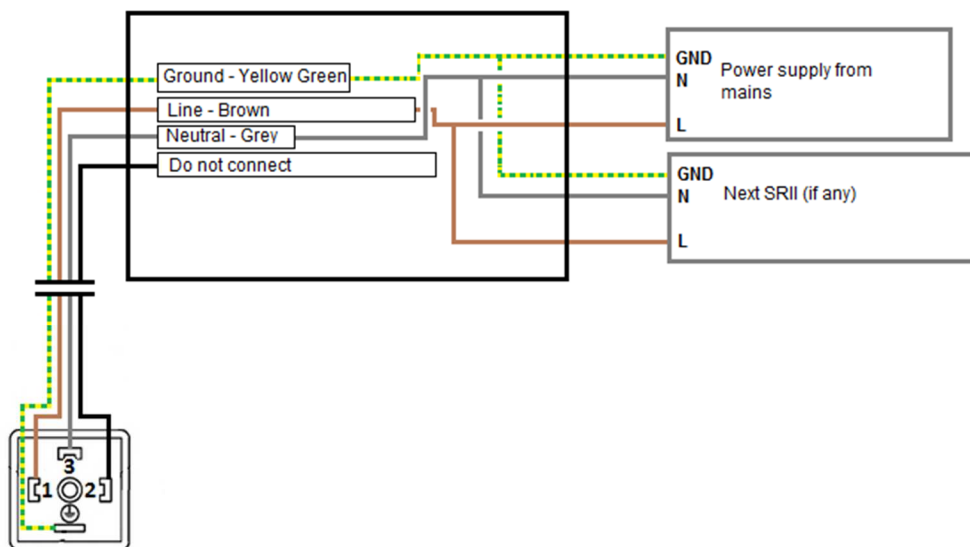 Ground - Yellow Green
Line - Brown
Neutral - Grey
Do not connect
GND
N
L
Power supply from
mains
GND
N
L
Next SRII (if any)
3
1
2